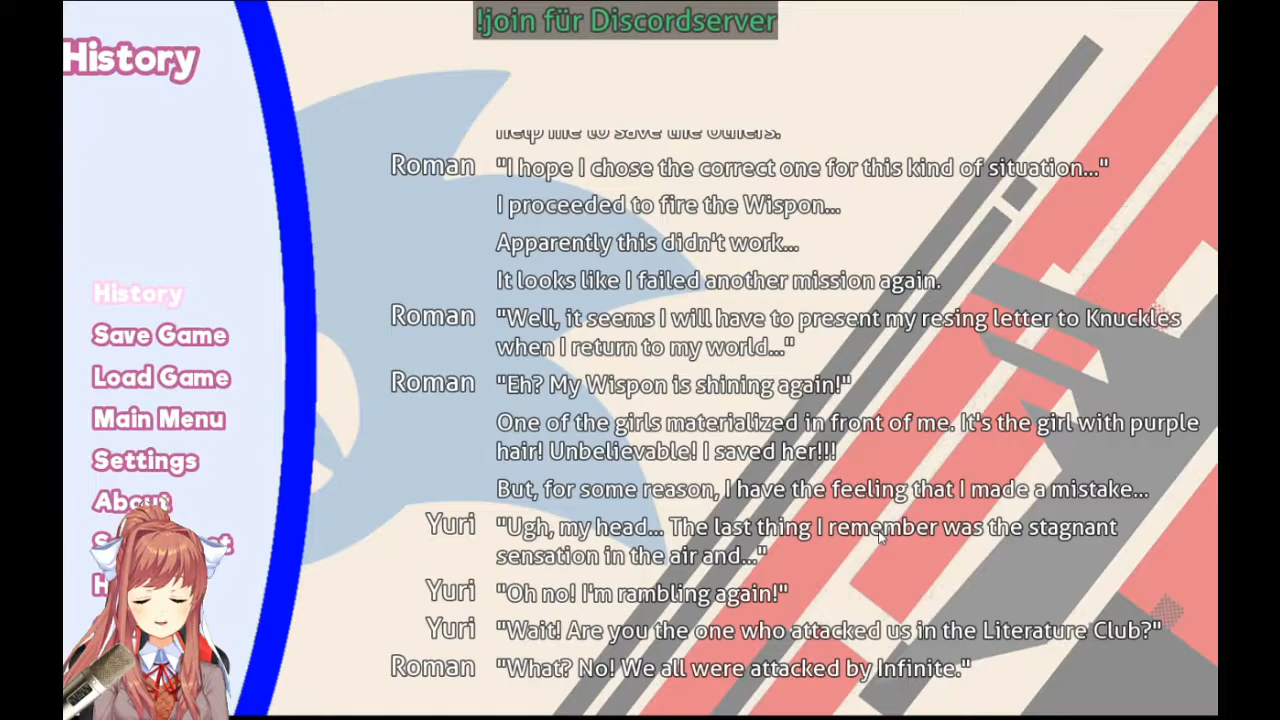 !join für Discordserver
History
help me to save the others.
Roman "I hope I chose the correct one for this kind of situation..."
I proceeded to fire the Wispon...
Apparently this didn't work...
It looks like I failed another mission again.
Roman "Well, it seems I will have to present my resing letter to Knuckles
when I return to my world..."
Roman "Eh? My Wispon is shining again!"
One of the girls materialized in front of me. It's the girl with purple
hair! Unbelievable! I saved her!!!
But, for some reason, I have the feeling that I made a mistake...
Yuri "Ugh, my head... The last thing I remember was the stagnant
sensation in the air and..."
Yuri "Oh no! I'm rambling again!"
Yuri "Wait! Are you the one who attacked us in the Literature Club?"
Roman "What? No! We all were attacked by Infinite."
History
Save Game
Load Game
Main Menu
Settings
About